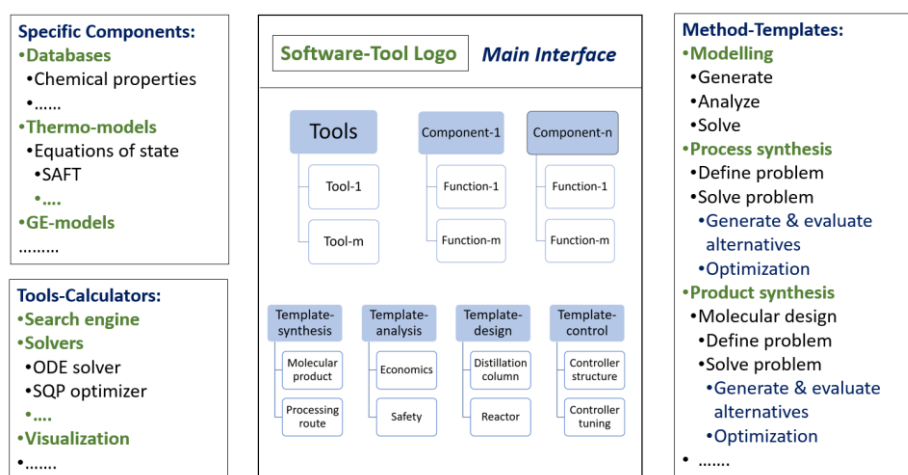 Specific Components:
•Databases
•Chemical properties
•……
•Thermo-models
•Equations of state
•SAFT
•….
•GE-models
………
Tools-Calculators:
•Search engine
•Solvers
•ODE solver
•SQP optimizer
•….
•Visualization
•…….
Software-Tool Logo
Main Interface
Tools
Tool-1
Tool-m
Component-1
Function-1
Function-m
Component-n
Function-1
Function-m
Template-
synthesis
Molecular
product
Processing
route
Template-
analysis
Economics
Safety
Template-
design
Distillation
column
Reactor
Template-
control
Controller
structure
Controller
tuning
Method-Templates:
•Modelling
•Generate
•Analyze
•Solve
•Process synthesis
•Define problem
•Solve problem
•Generate & evaluate
alternatives
•Optimization
•Product synthesis
•Molecular design
•Define problem
•Solve problem
•Generate & evaluate
alternatives
•Optimization
• …….